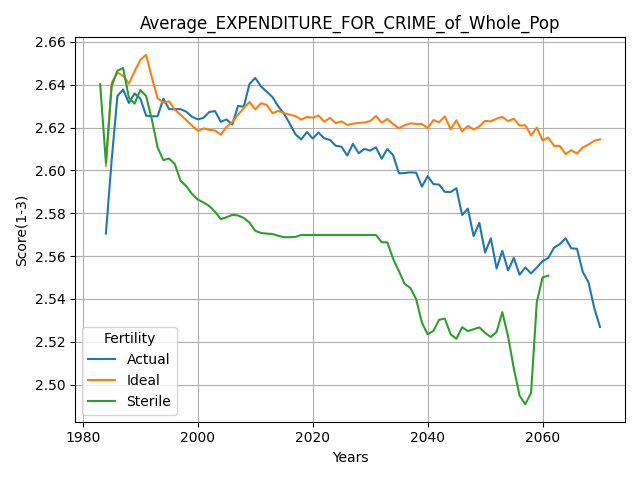 Average_EXPENDITURE_FOR_CRIME_of_Whole_Pop
2.66
2.64
2.62
2.60
2.58
2.56
2.54
2.52
2.50
Score(1-3)
Fertility
Actual
Ideal
Sterile
1980 2000 2020 2040 2060
Years